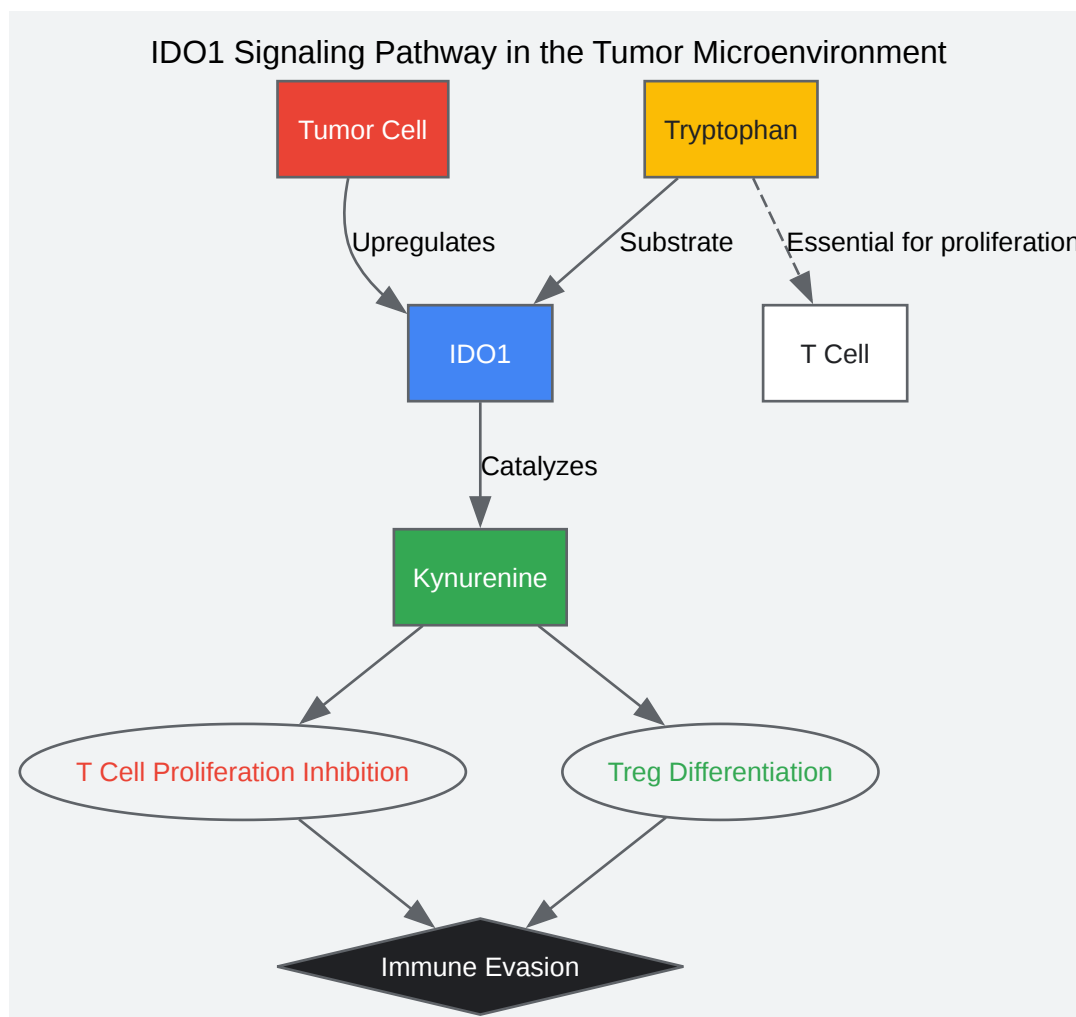 IDO1 Signaling Pathway in the Tumor Microenvironment
Tumor Cell
Tryptophan
Upregulates
Substrate
Essential for proliferation
IDO1
T Cell
Catalyzes
Kynurenine
T Cell Proliferation Inhibition
Treg Differentiation
Immune Evasion